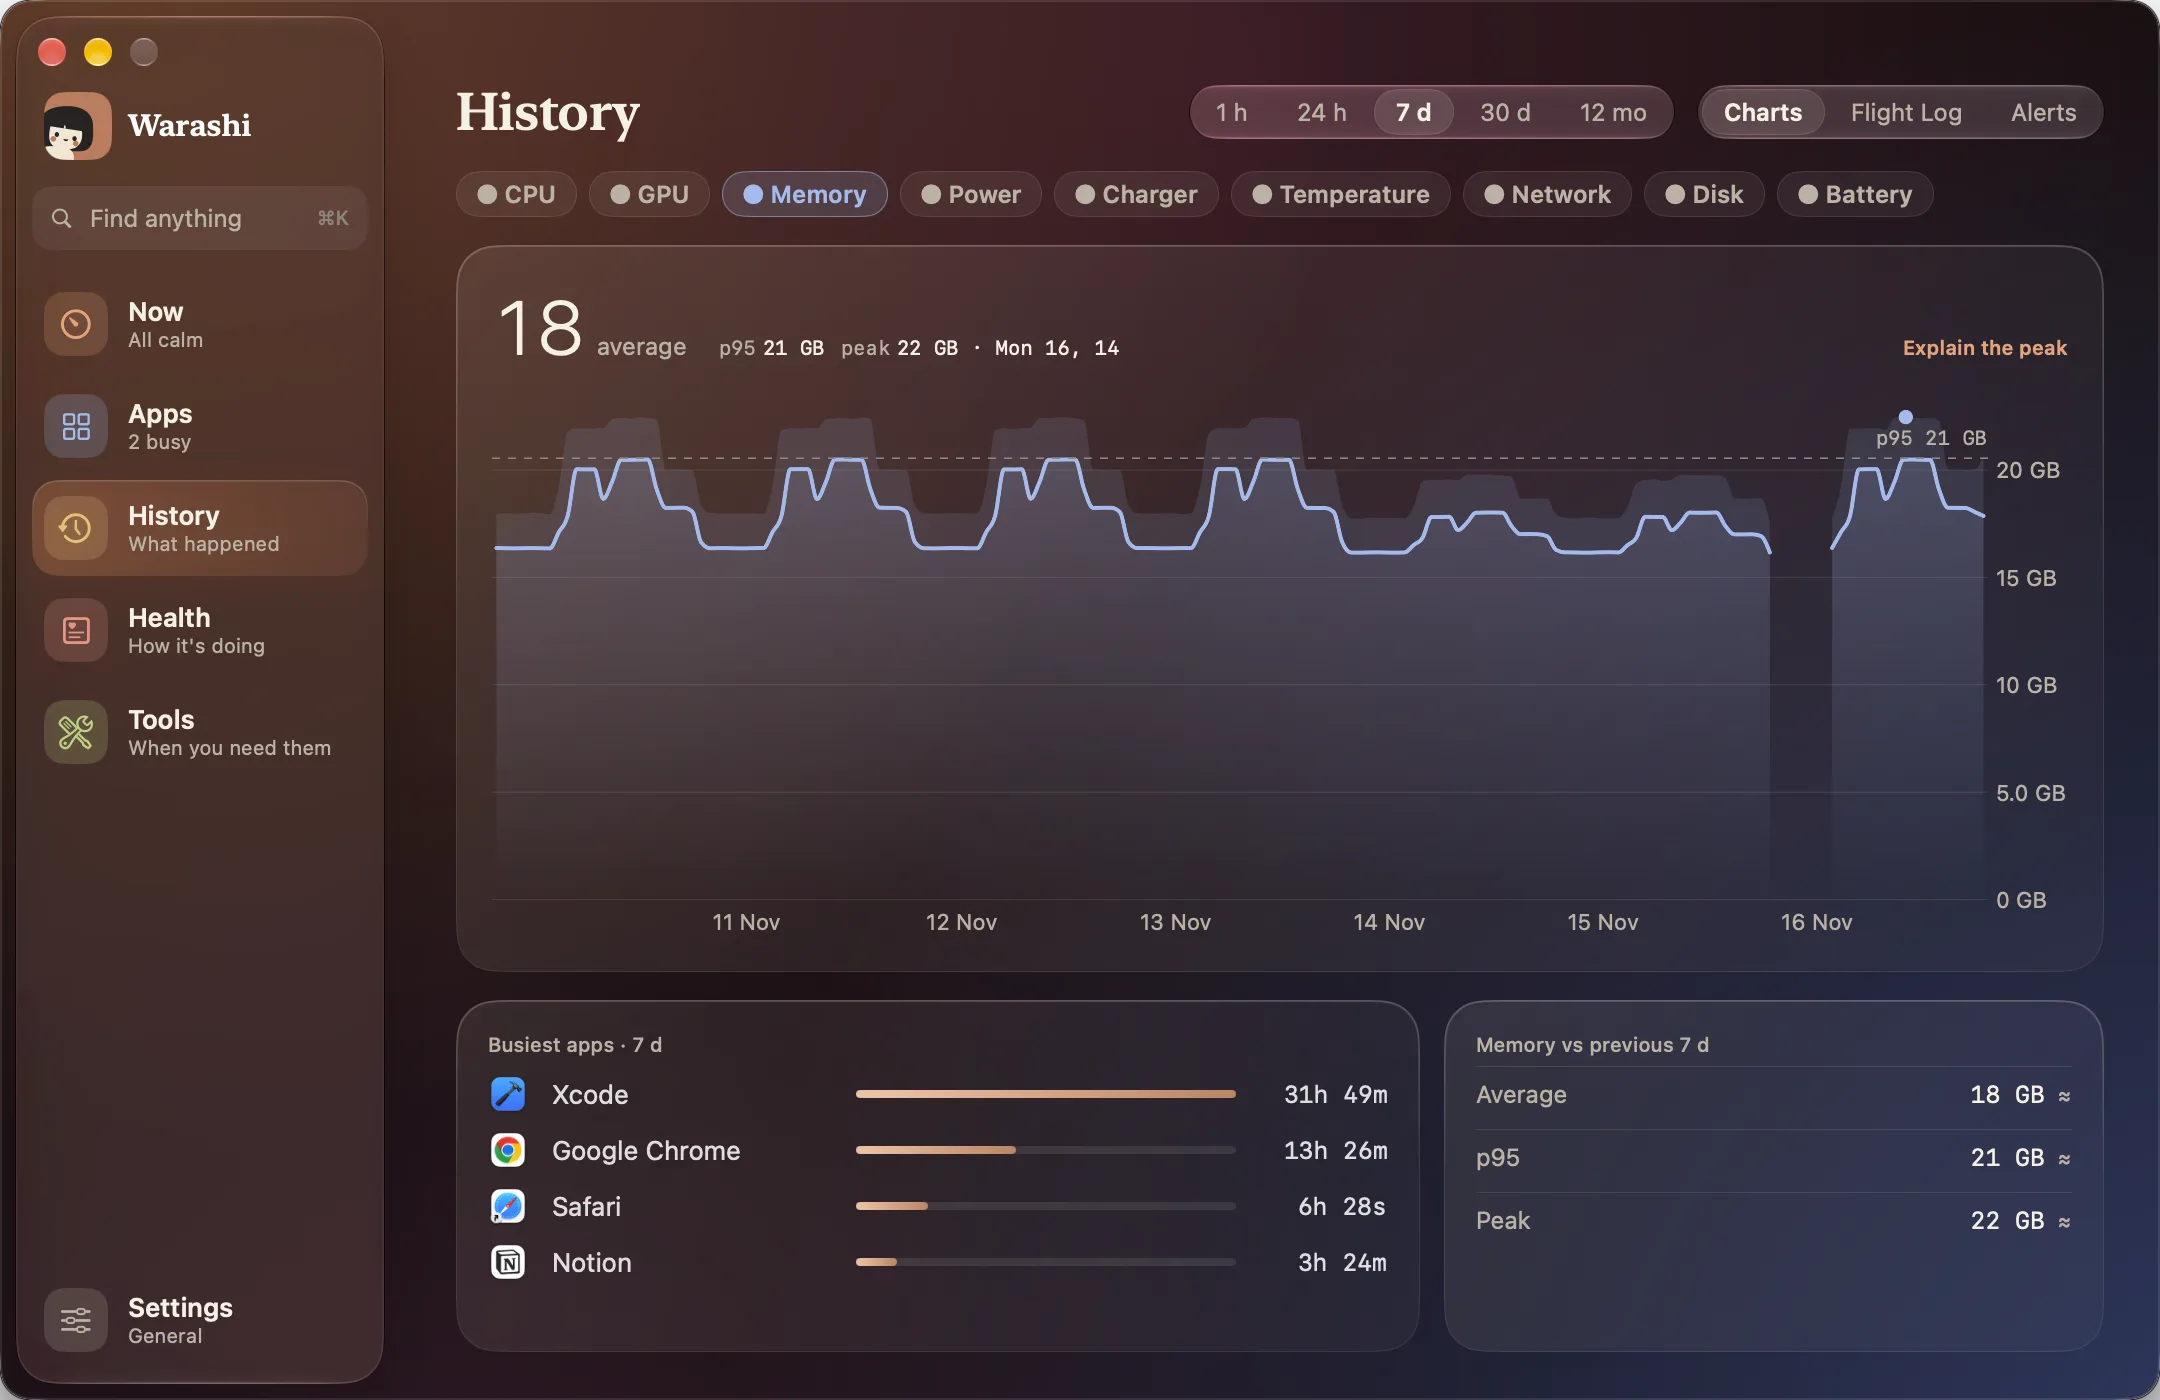 Warashi
Find anything ⌘K
Now
All calm
Apps
2 busy
History
What happened
Health
How it's doing
Tools
When you need them
Settings
General
History
1 h 24 h 7 d 30 d 12 mo
Charts Flight Log Alerts
CPU GPU Memory Power Charger Temperature Network Disk Battery
18 average p95 21 GB peak 22 GB · Mon 16, 14
Explain the peak
p95 21 GB
20 GB
15 GB
10 GB
5.0 GB
0 GB
11 Nov 12 Nov 13 Nov 14 Nov 15 Nov 16 Nov
Busiest apps · 7 d
Xcode 31h 49m
Google Chrome 13h 26m
Safari 6h 28s
Notion 3h 24m
Memory vs previous 7 d
Average 18 GB ≈
p95 21 GB ≈
Peak 22 GB ≈